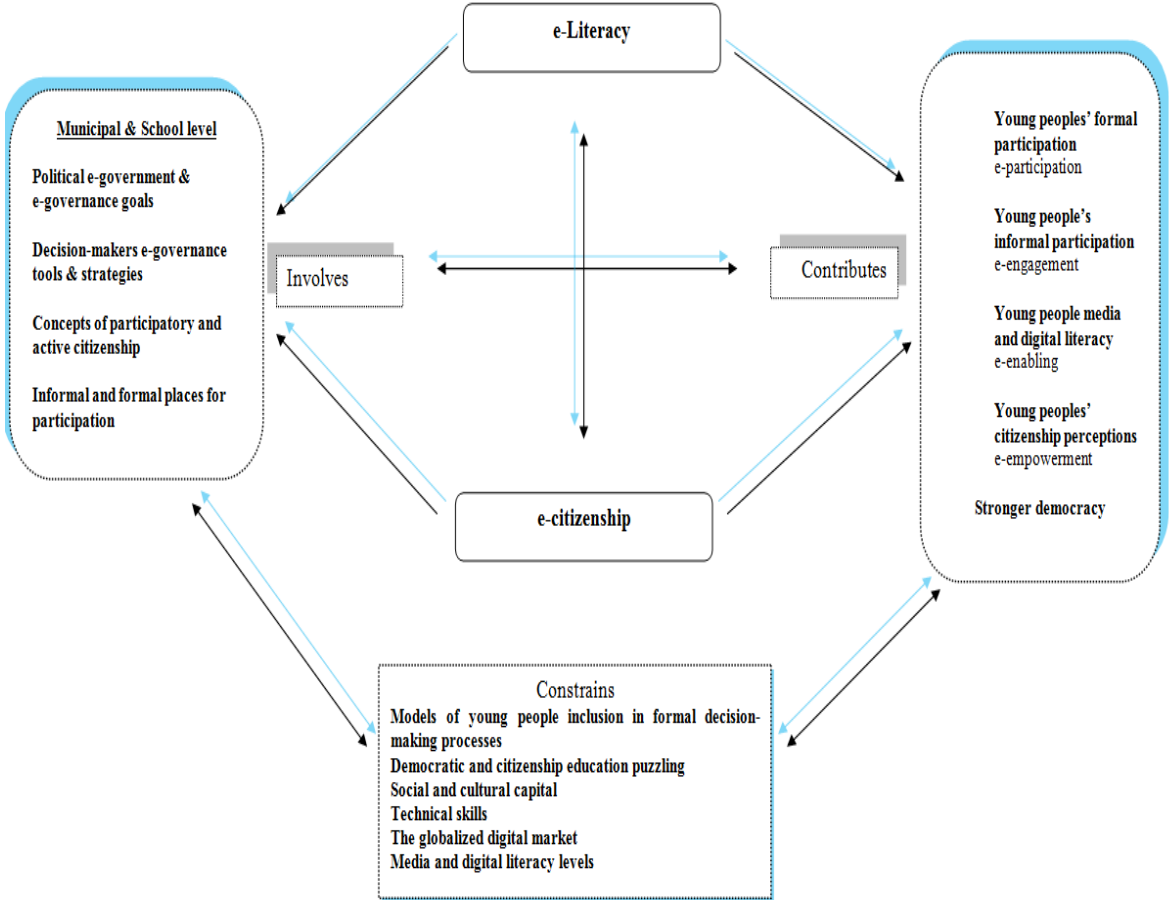 e-Literacy
Municipal & School level
Political e-government &
e-governance goals
Decision-makers e-governance
tools & strategies
Concepts of participatory and
active citizenship
Informal and formal places for
participation
Involves
Contributes
Young peoples’ formal
participation
e-participation
Young people’s
informal participation
e-engagement
Young people media
and digital literacy
e-enabling
Young peoples’
citizenship perceptions
e-empowerment
Stronger democracy
e-citizenship
Constrains
Models of young people inclusion in formal decision-
making processes
Democratic and citizenship education puzzling
Social and cultural capital
Technical skills
The globalized digital market
Media and digital literacy levels